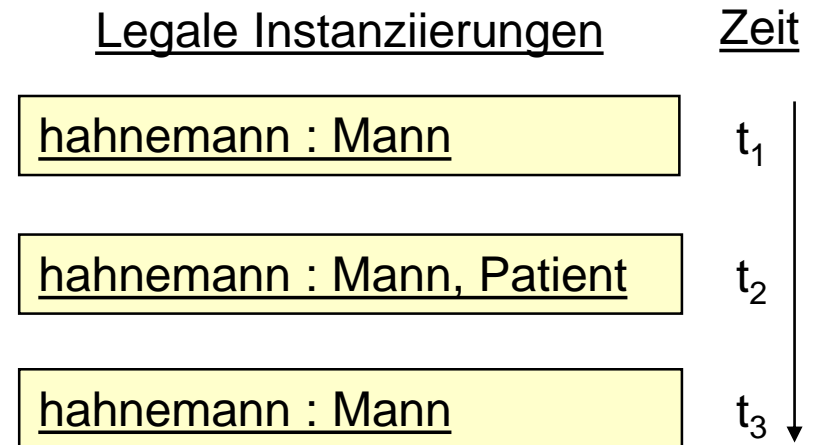 Legale Instanziierungen Zeit
hahnemann : Mann t₁
hahnemann : Mann, Patient t₂
hahnemann : Mann t₃